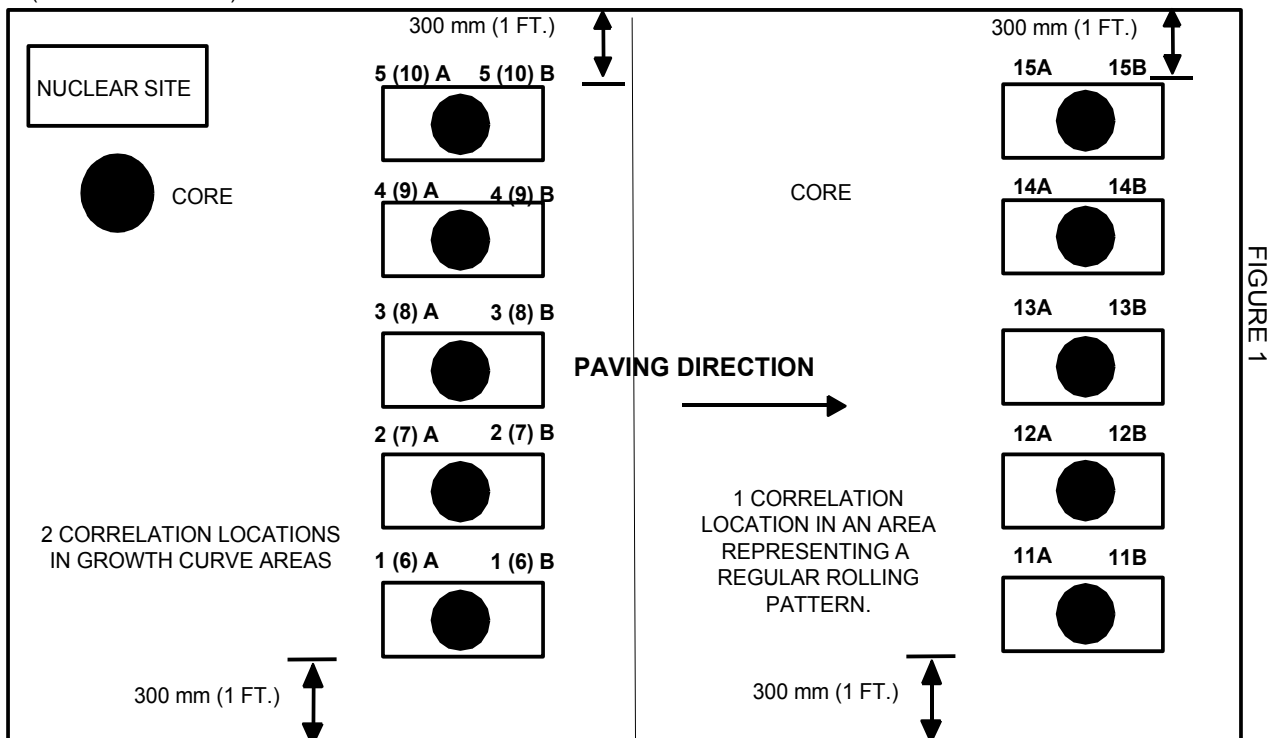 300 mm (1 FT.)
300 mm (1 FT.)
NUCLEAR SITE
CORE
5 (10) A 5 (10) B
4 (9) A 4 (9) B
3 (8) A 3 (8) B
2 (7) A 2 (7) B
1 (6) A 1 (6) B
2 CORRELATION LOCATIONS
IN GROWTH CURVE AREAS
300 mm (1 FT.)
PAVING DIRECTION
CORE
1 CORRELATION
LOCATION IN AN AREA
REPRESENTING A
REGULAR ROLLING
PATTERN.
15A 15B
14A 14B
13A 13B
12A 12B
11A 11B
300 mm (1 FT.)
FIGURE 1